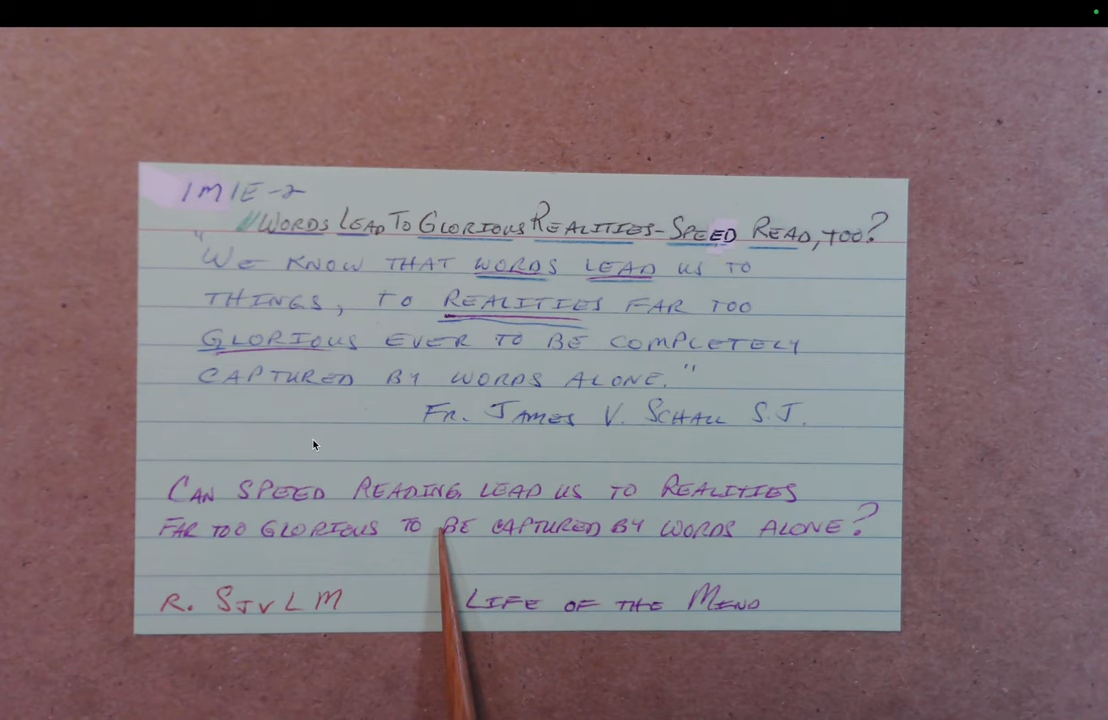 1M1E-2
"WORDS LEAD TO GLORIOUS REALITIES-SPEED READ, TOO?
"WE KNOW THAT WORDS LEAD US TO
THINGS, TO REALITIES FAR TOO
GLORIOUS EVER TO BE COMPLETELY
CAPTURED BY WORDS ALONE."
FR. JAMES V. SCHALL S.J.
CAN SPEED READING LEAD US TO REALITIES
FAR TOO GLORIOUS TO BE CAPTURED BY WORDS ALONE?
R. SJVLM LIFE OF THE MIND